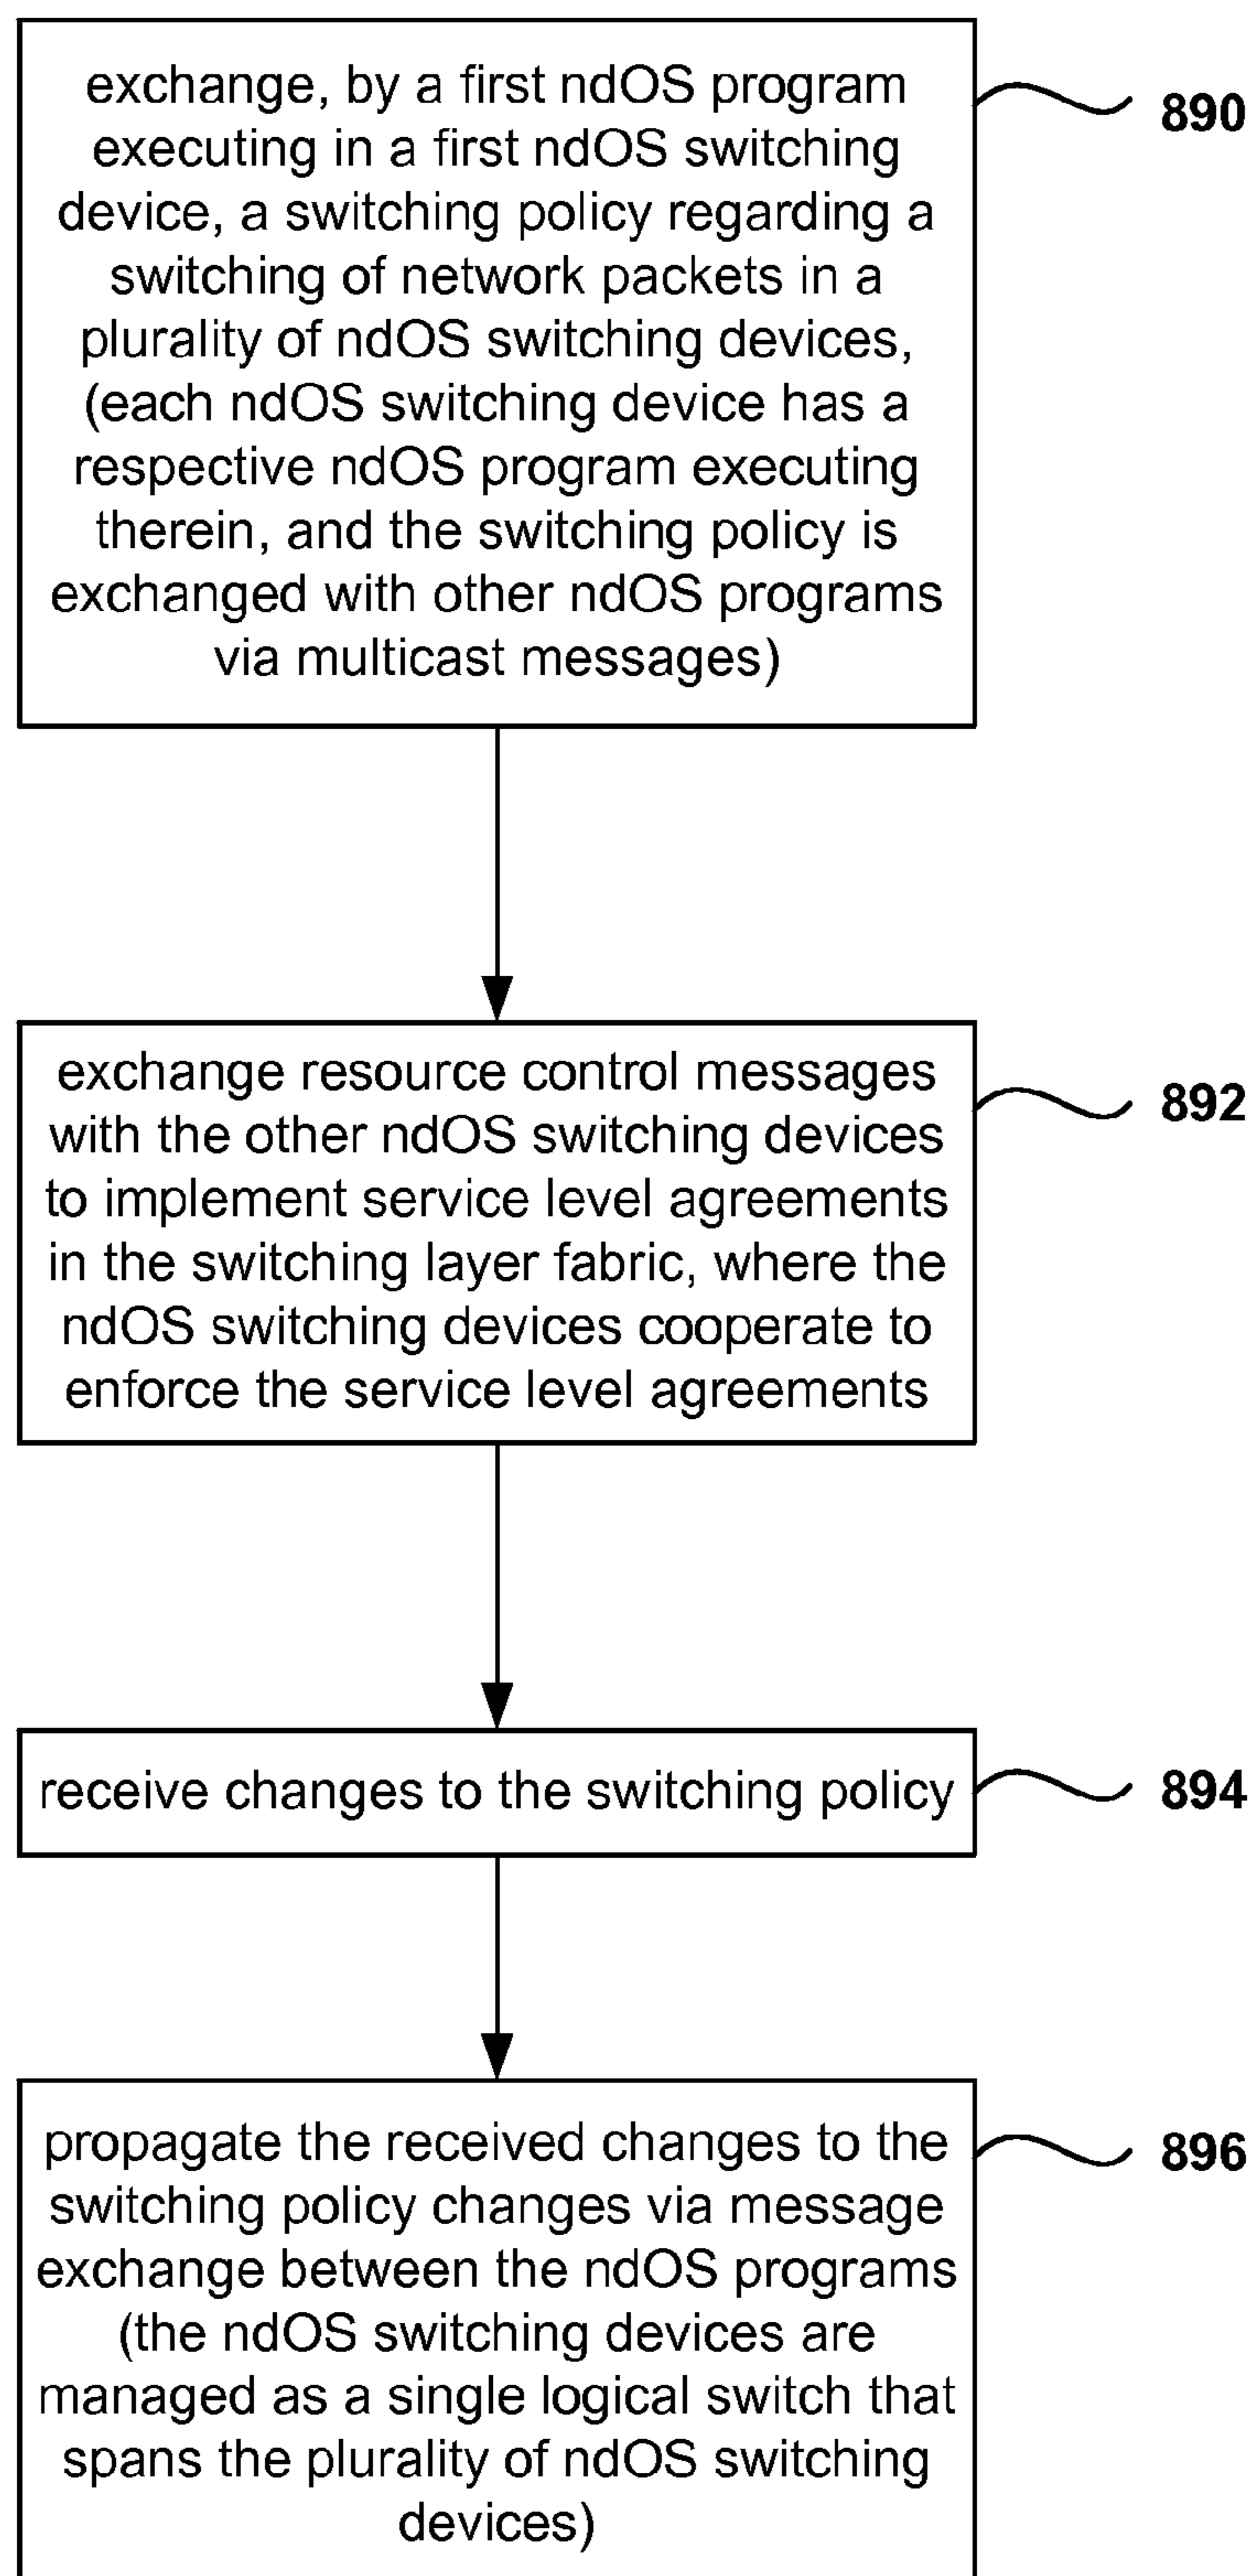 exchange, by a first ndOS program
executing in a first ndOS switching
device, a switching policy regarding a
switching of network packets in a
plurality of ndOS switching devices,
(each ndOS switching device has a
respective ndOS program executing
therein, and the switching policy is
exchanged with other ndOS programs
via multicast messages)
890
exchange resource control messages
with the other ndOS switching devices
to implement service level agreements
in the switching layer fabric, where the
ndOS switching devices cooperate to
enforce the service level agreements
892
receive changes to the switching policy
894
propagate the received changes to the
switching policy changes via message
exchange between the ndOS programs
(the ndOS switching devices are
managed as a single logical switch that
spans the plurality of ndOS switching
devices)
896